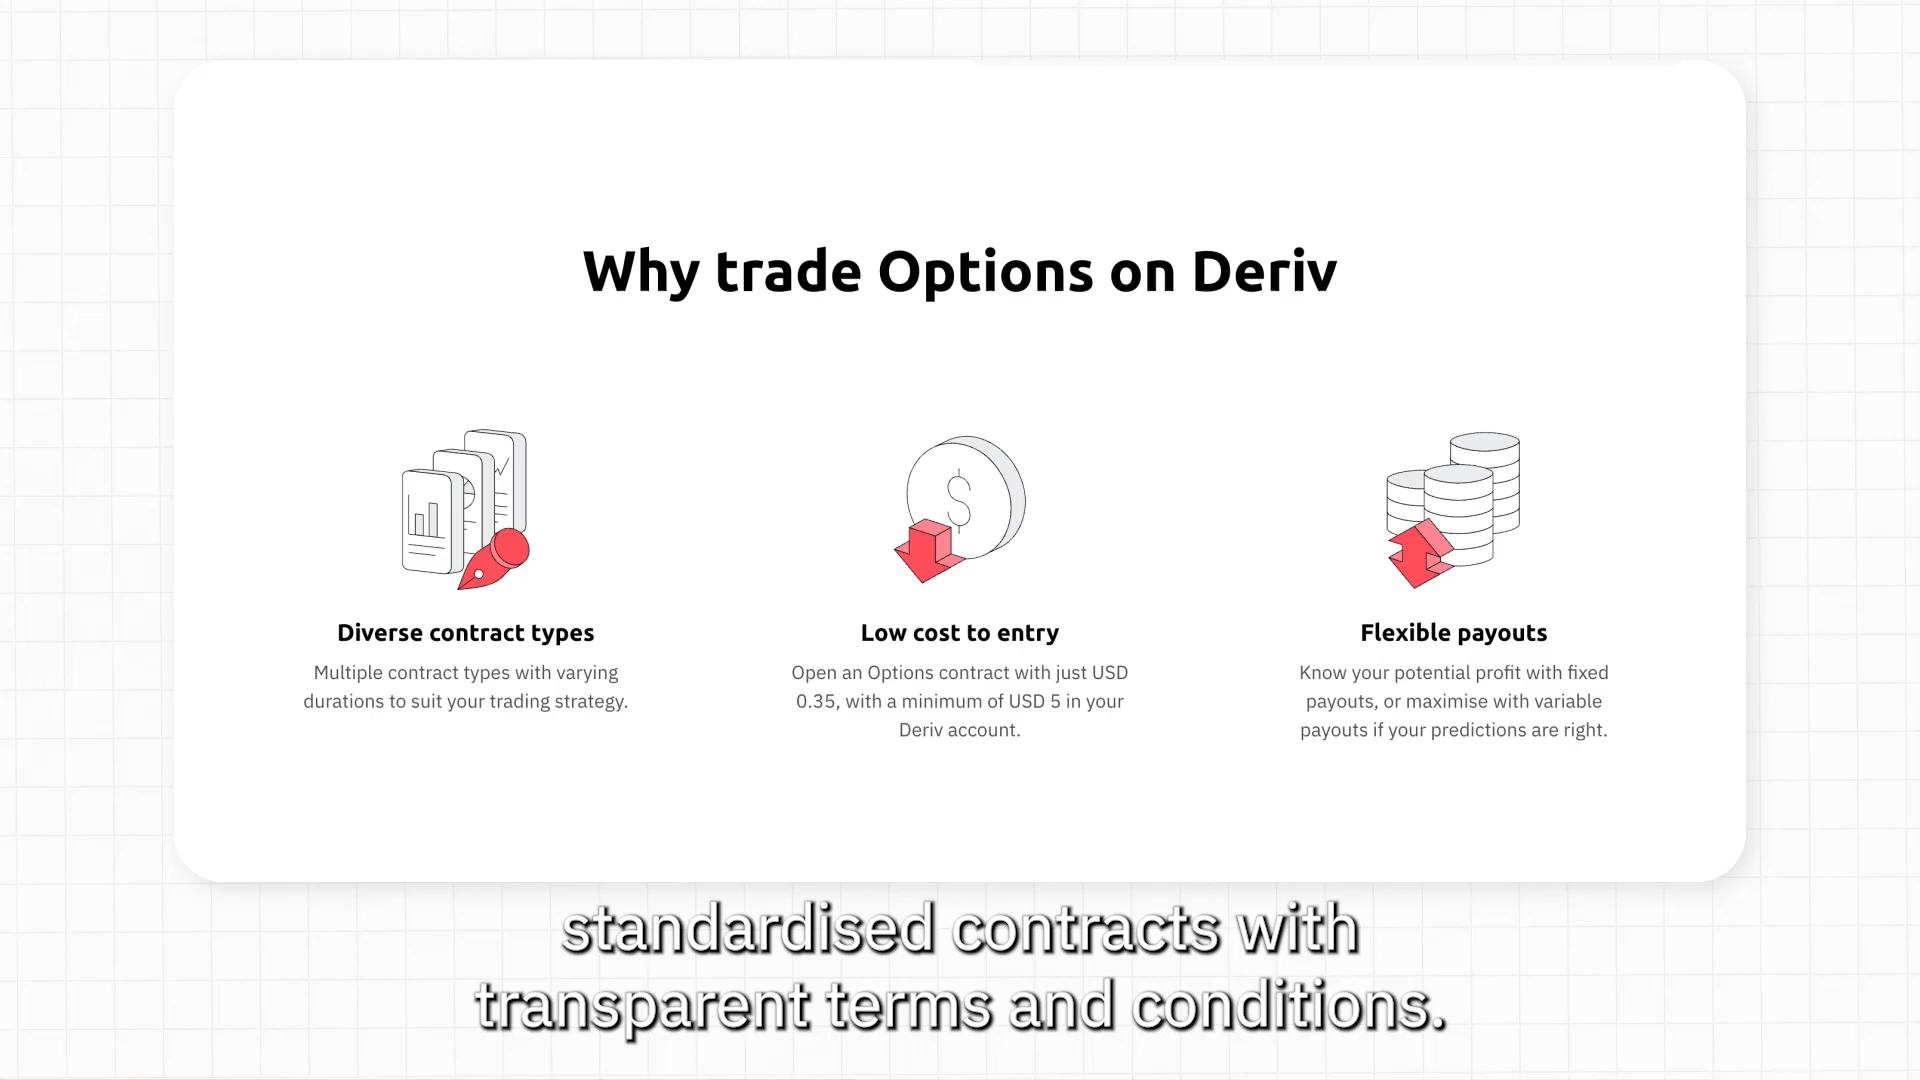 Why trade Options on Deriv
Diverse contract types
Multiple contract types with varying
durations to suit your trading strategy.
Low cost to entry
Open an Options contract with just USD
0.35, with a minimum of USD 5 in your
Deriv account.
Flexible payouts
Know your potential profit with fixed
payouts, or maximise with variable
payouts if your predictions are right.
standardised contracts with
transparent terms and conditions.